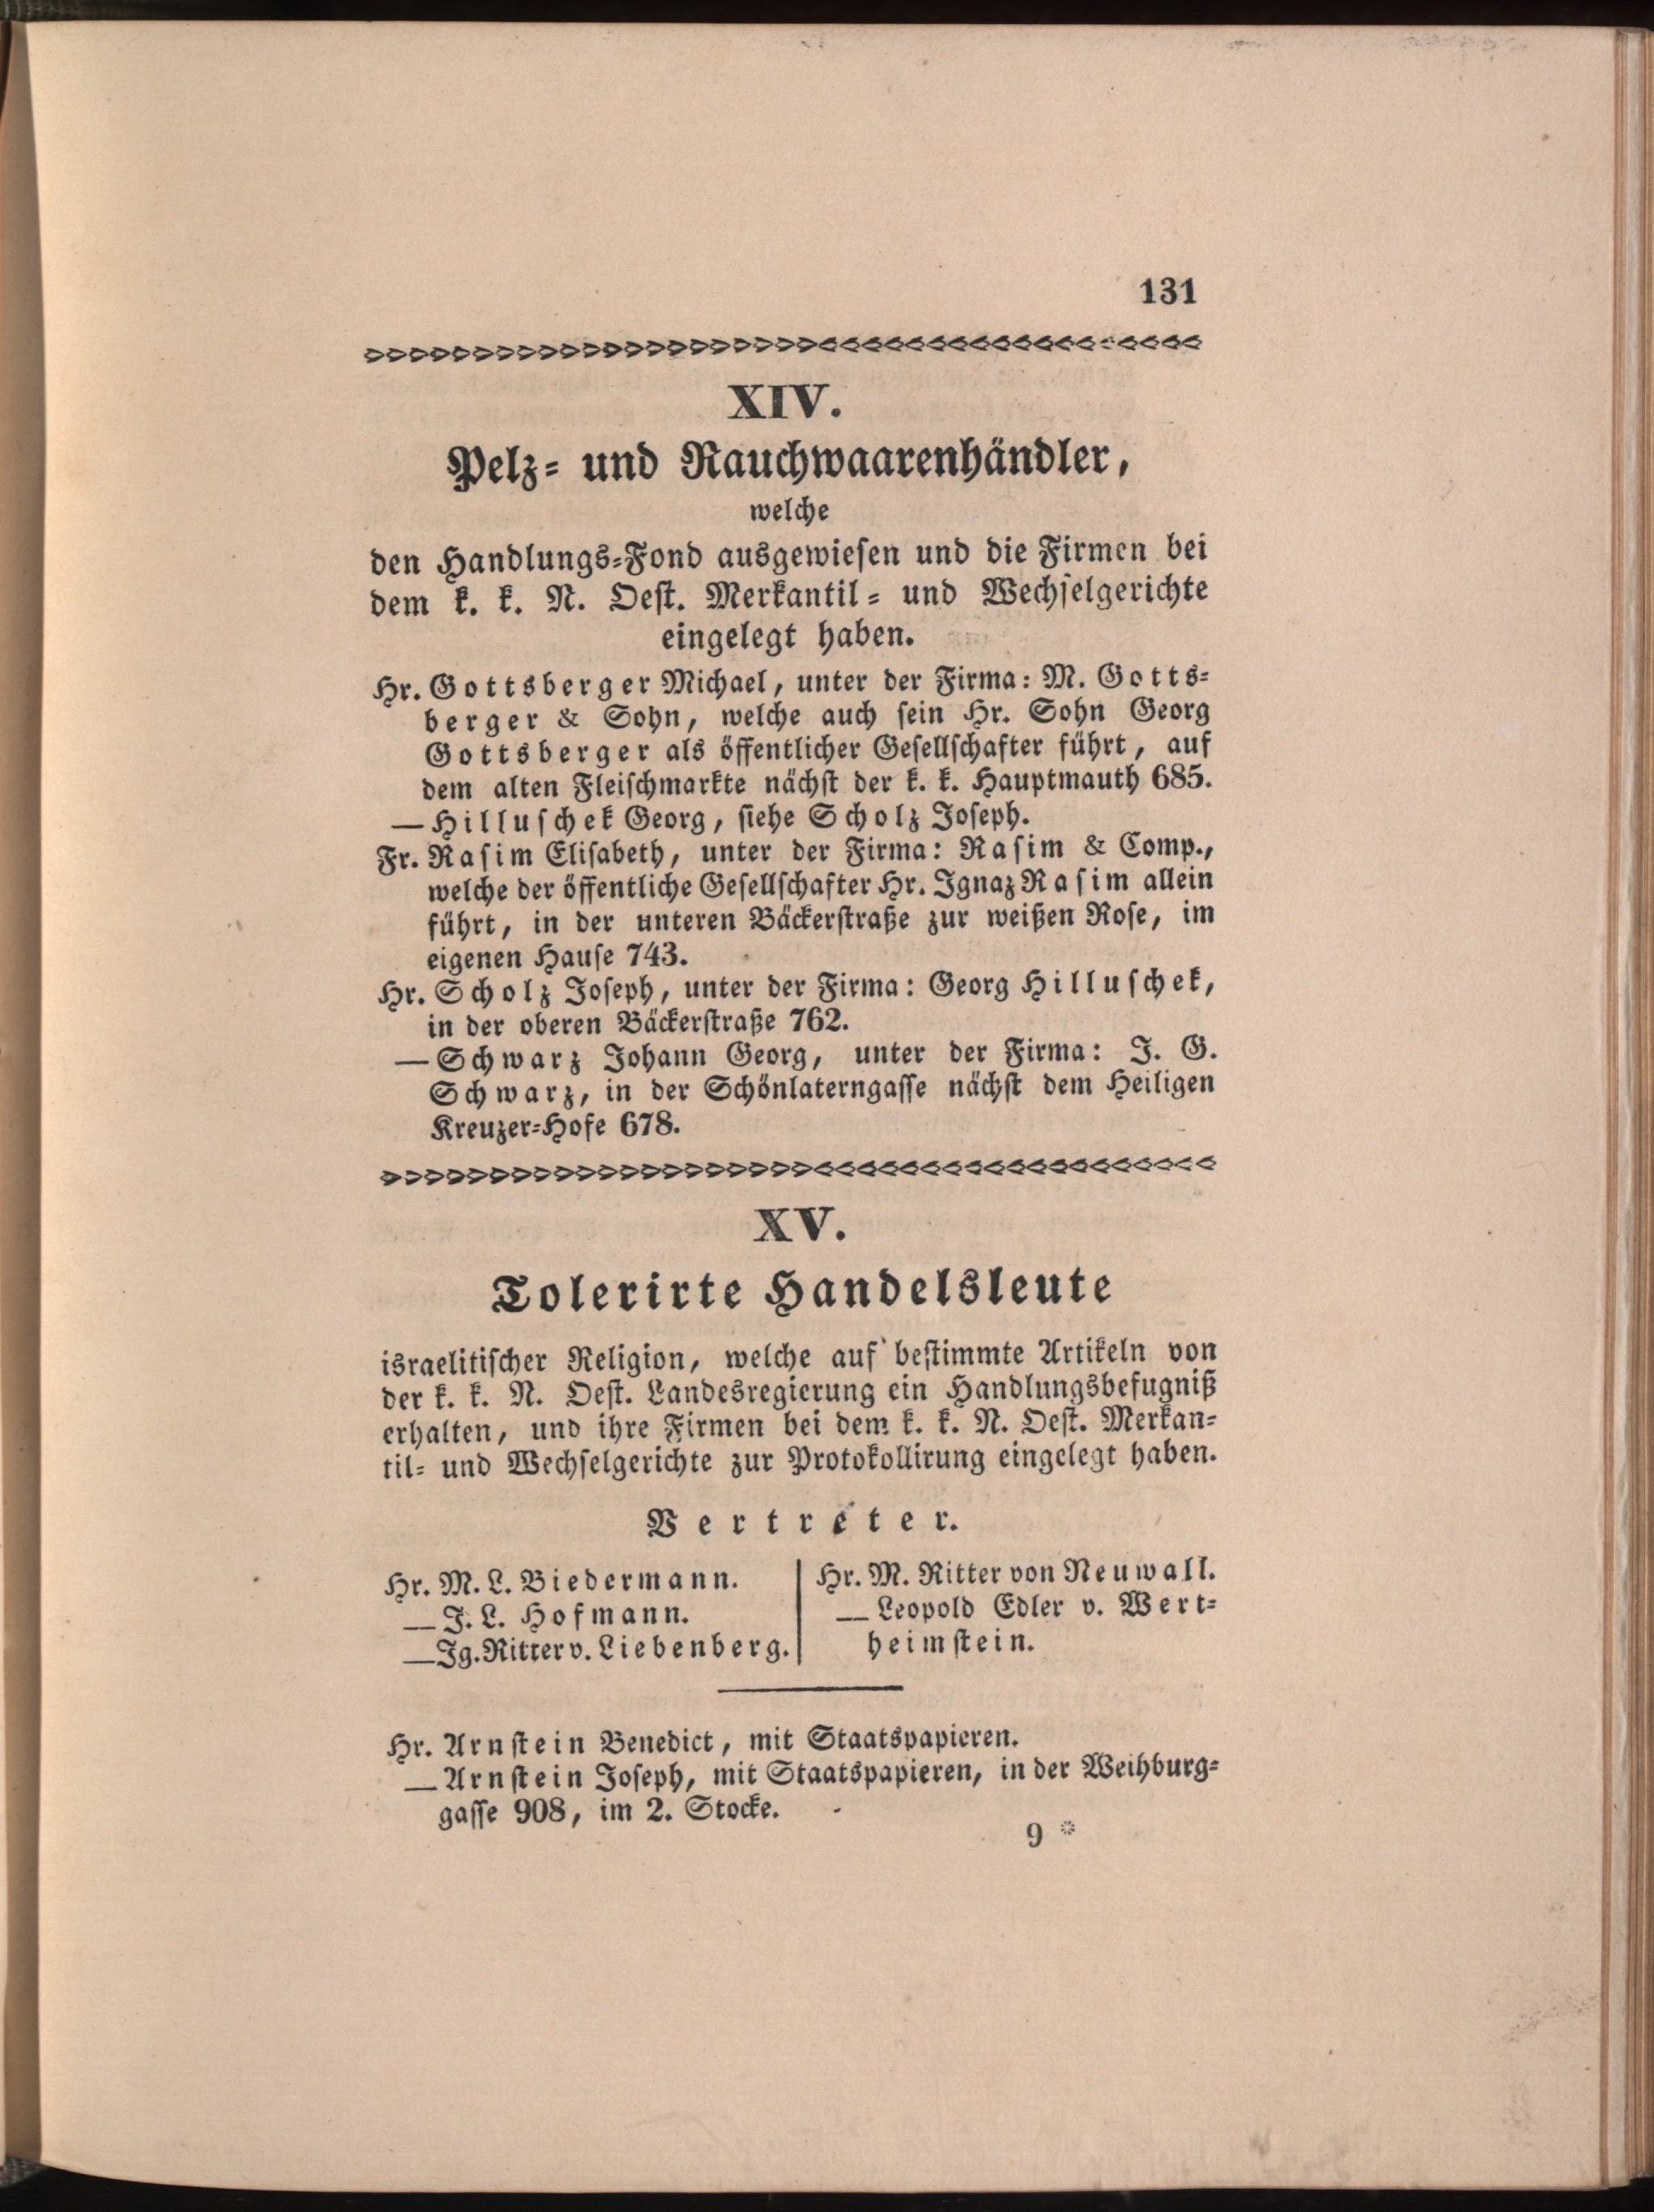 131
XIV.
Pelz- und Rauchwaarenhändler,
welche
den Handlungs-Fond ausgewiesen und die Firmen bei
dem k. k. N. Oest. Merkantil- und Wechselgerichte
eingelegt haben.
Hr. Gottsberger Michael, unter der Firma: M. Gotts-
berger & Sohn, welche auch sein Hr. Sohn Georg
Gottsberger als öffentlicher Gesellschafter führt, auf
dem alten Fleischmarkte nächst der k. k. Hauptmauth 685.
— Hilluschek Georg, siehe Scholz Joseph.
Fr. Rasim Elisabeth, unter der Firma: Rasim & Comp.,
welche der öffentliche Gesellschafter Hr. Ignaz Rasim allein
führt, in der unteren Bäckerstraße zur weißen Rose, im
eigenen Hause 743.
Hr. Scholz Joseph, unter der Firma: Georg Hilluschek,
in der oberen Bäckerstraße 762.
— Schwarz Johann Georg, unter der Firma: J. G.
Schwarz, in der Schönlaterngasse nächst dem Heiligen
Kreuzer-Hofe 678.
XV.
Tolerirte Handelsleute
israelitischer Religion, welche auf bestimmte Artikeln von
der k. k. N. Oest. Landesregierung ein Handlungsbefugniß
erhalten, und ihre Firmen bei dem k. k. N. Oest. Merkan-
til- und Wechselgerichte zur Protokollirung eingelegt haben.
Vertreter.
Hr. M. L. Biedermann.
— J. L. Hofmann.
— Ig. Ritter v. Liebenberg.
Hr. M. Ritter von Neuwall.
— Leopold Edler v. Wert-
heimstein.
Hr. Arnstein Benedict, mit Staatspapieren.
— Arnstein Joseph, mit Staatspapieren, in der Weihburg-
gasse 908, im 2. Stocke.
9 *